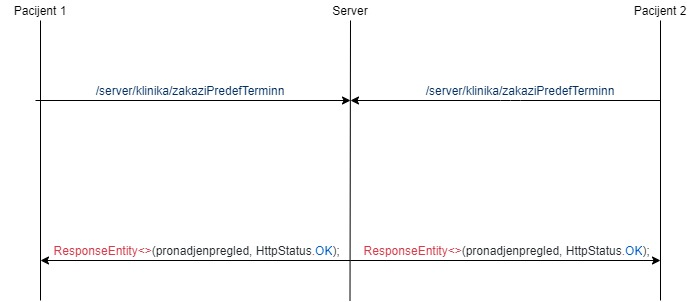 Pacijent 1
Server
Pacijent 2
/server/klinika/zakaziPredefTerminn
/server/klinika/zakaziPredefTerminn
ResponseEntity<>(pronadjenpregled, HttpStatus.OK);
ResponseEntity<>(pronadjenpregled, HttpStatus.OK);